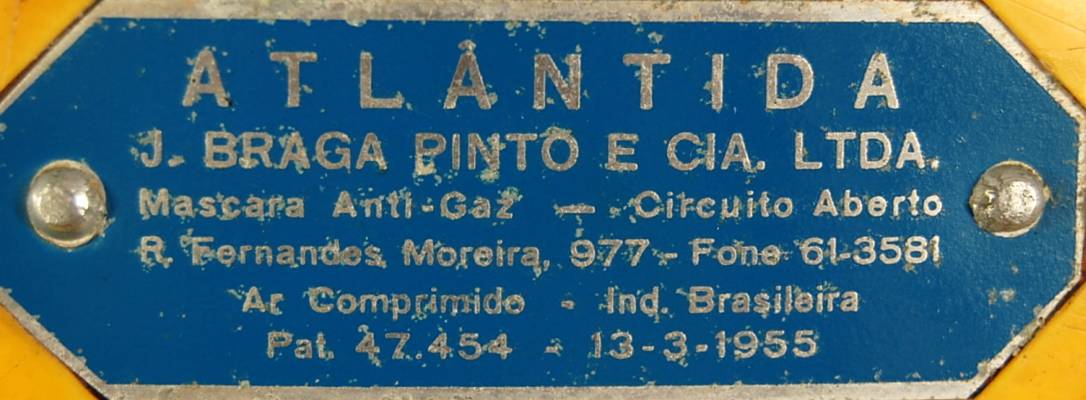 ATLÂNTIDA
J. BRAGA PINTO E CIA. LTDA.
Mascara Anti-Gaz — Circuito Aberto
R. Fernandes Moreira, 977 - Fone 61-3581
Ar Comprimido - Ind. Brasileira
Pat. 47.454 - 13-3-1955